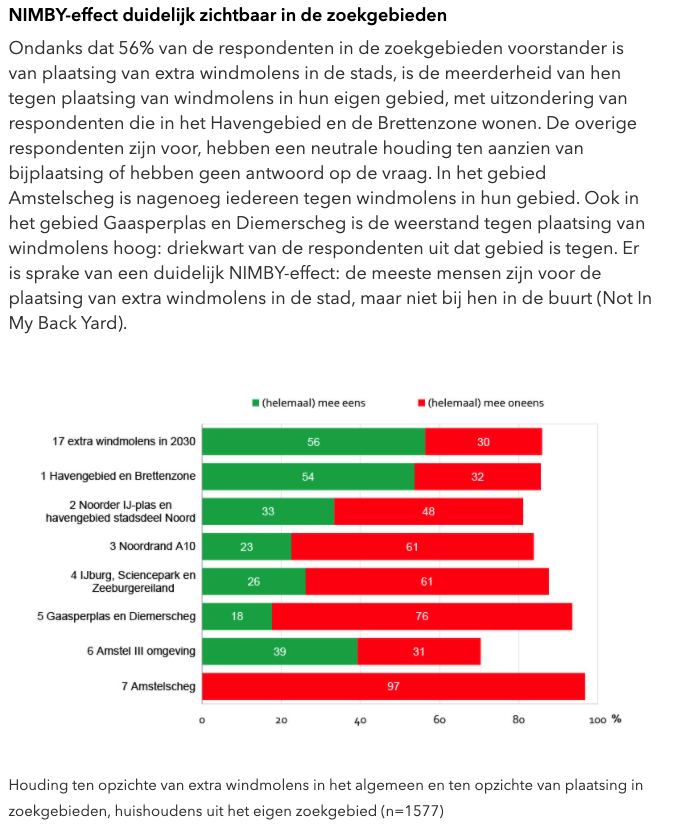 NIMBY-effect duidelijk zichtbaar in de zoekgebieden
Ondanks dat 56% van de respondenten in de zoekgebieden voorstander is
van plaatsing van extra windmolens in de stads, is de meerderheid van hen
tegen plaatsing van windmolens in hun eigen gebied, met uitzondering van
respondenten die in het Havengebied en de Brettenzone wonen. De overige
respondenten zijn voor, hebben een neutrale houding ten aanzien van
bijplaatsing of hebben geen antwoord op de vraag. In het gebied
Amstelscheg is nagenoeg iedereen tegen windmolens in hun gebied. Ook in
het gebied Gaasperplas en Diemerscheg is de weerstand tegen plaatsing van
windmolens hoog: driekwart van de respondenten uit dat gebied is tegen. Er
is sprake van een duidelijk NIMBY-effect: de meeste mensen zijn voor de
plaatsing van extra windmolens in de stad, maar niet bij hen in de buurt (Not In
My Back Yard).
(helemaal) mee eens (helemaal) mee oneens
17 extra windmolens in 2030 56 30
1 Havengebied en Brettenzone 54 32
2 Noorder IJ-plas en
havengebied stadsdeel Noord 33 48
3 Noordrand A10 23 61
4 IJburg, Sciencepark en
Zeeburgereiland 26 61
5 Gaasperplas en Diemerscheg 18 76
6 Amstel III omgeving 39 31
7 Amstelscheg 97
0 20 40 60 80 100 %
Houding ten opzichte van extra windmolens in het algemeen en ten opzichte van plaatsing in
zoekgebieden, huishoudens uit het eigen zoekgebied (n=1577)